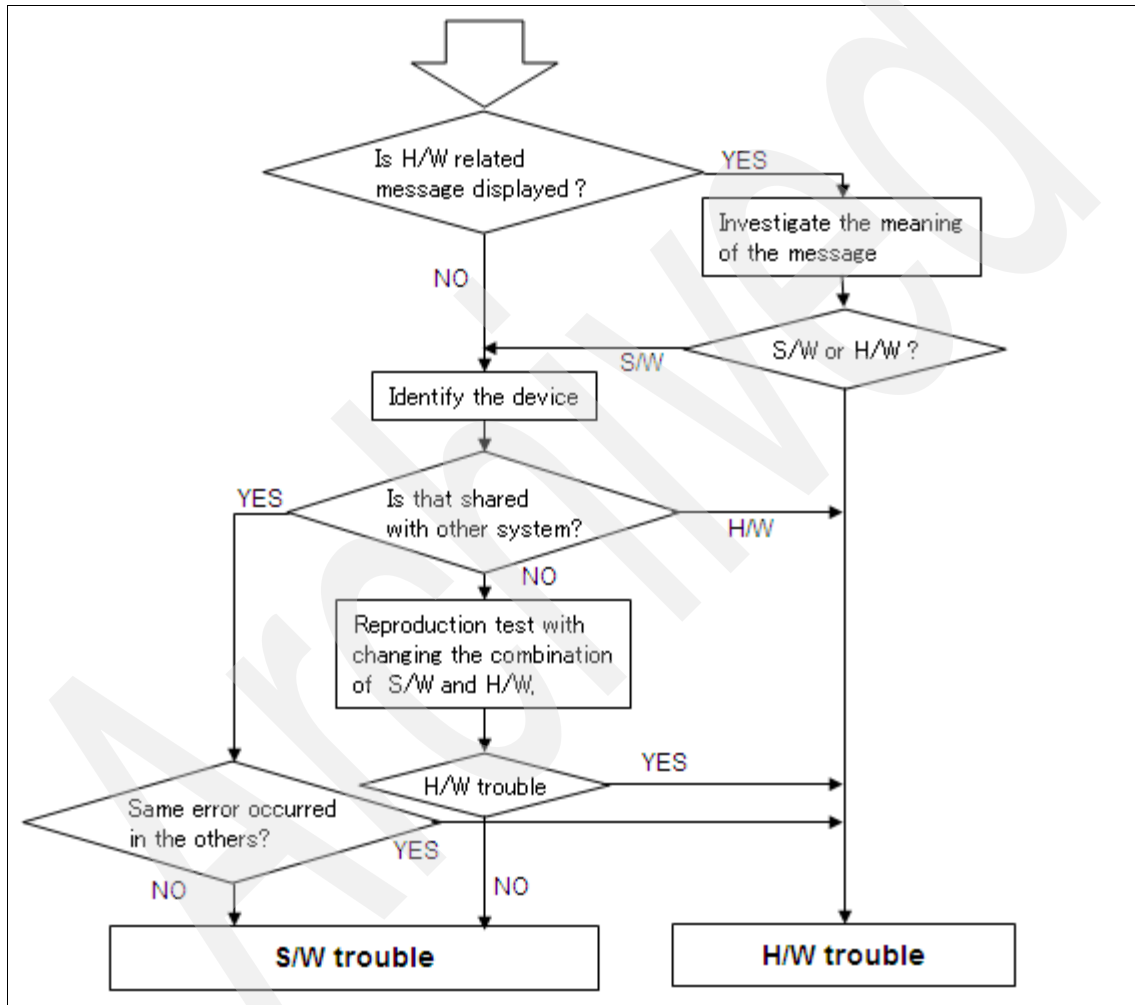 Is H/W related
message displayed ?
YES
Investigate the meaning
of the message
NO
S/W or H/W ?
S/W
Identify the device
YES
Is that shared
with other system?
H/W
NO
Reproduction test with
changing the combination
of S/W and H/W.
H/W trouble
YES
Same error occurred
in the others?
YES
NO
NO
S/W trouble
H/W trouble
Archived